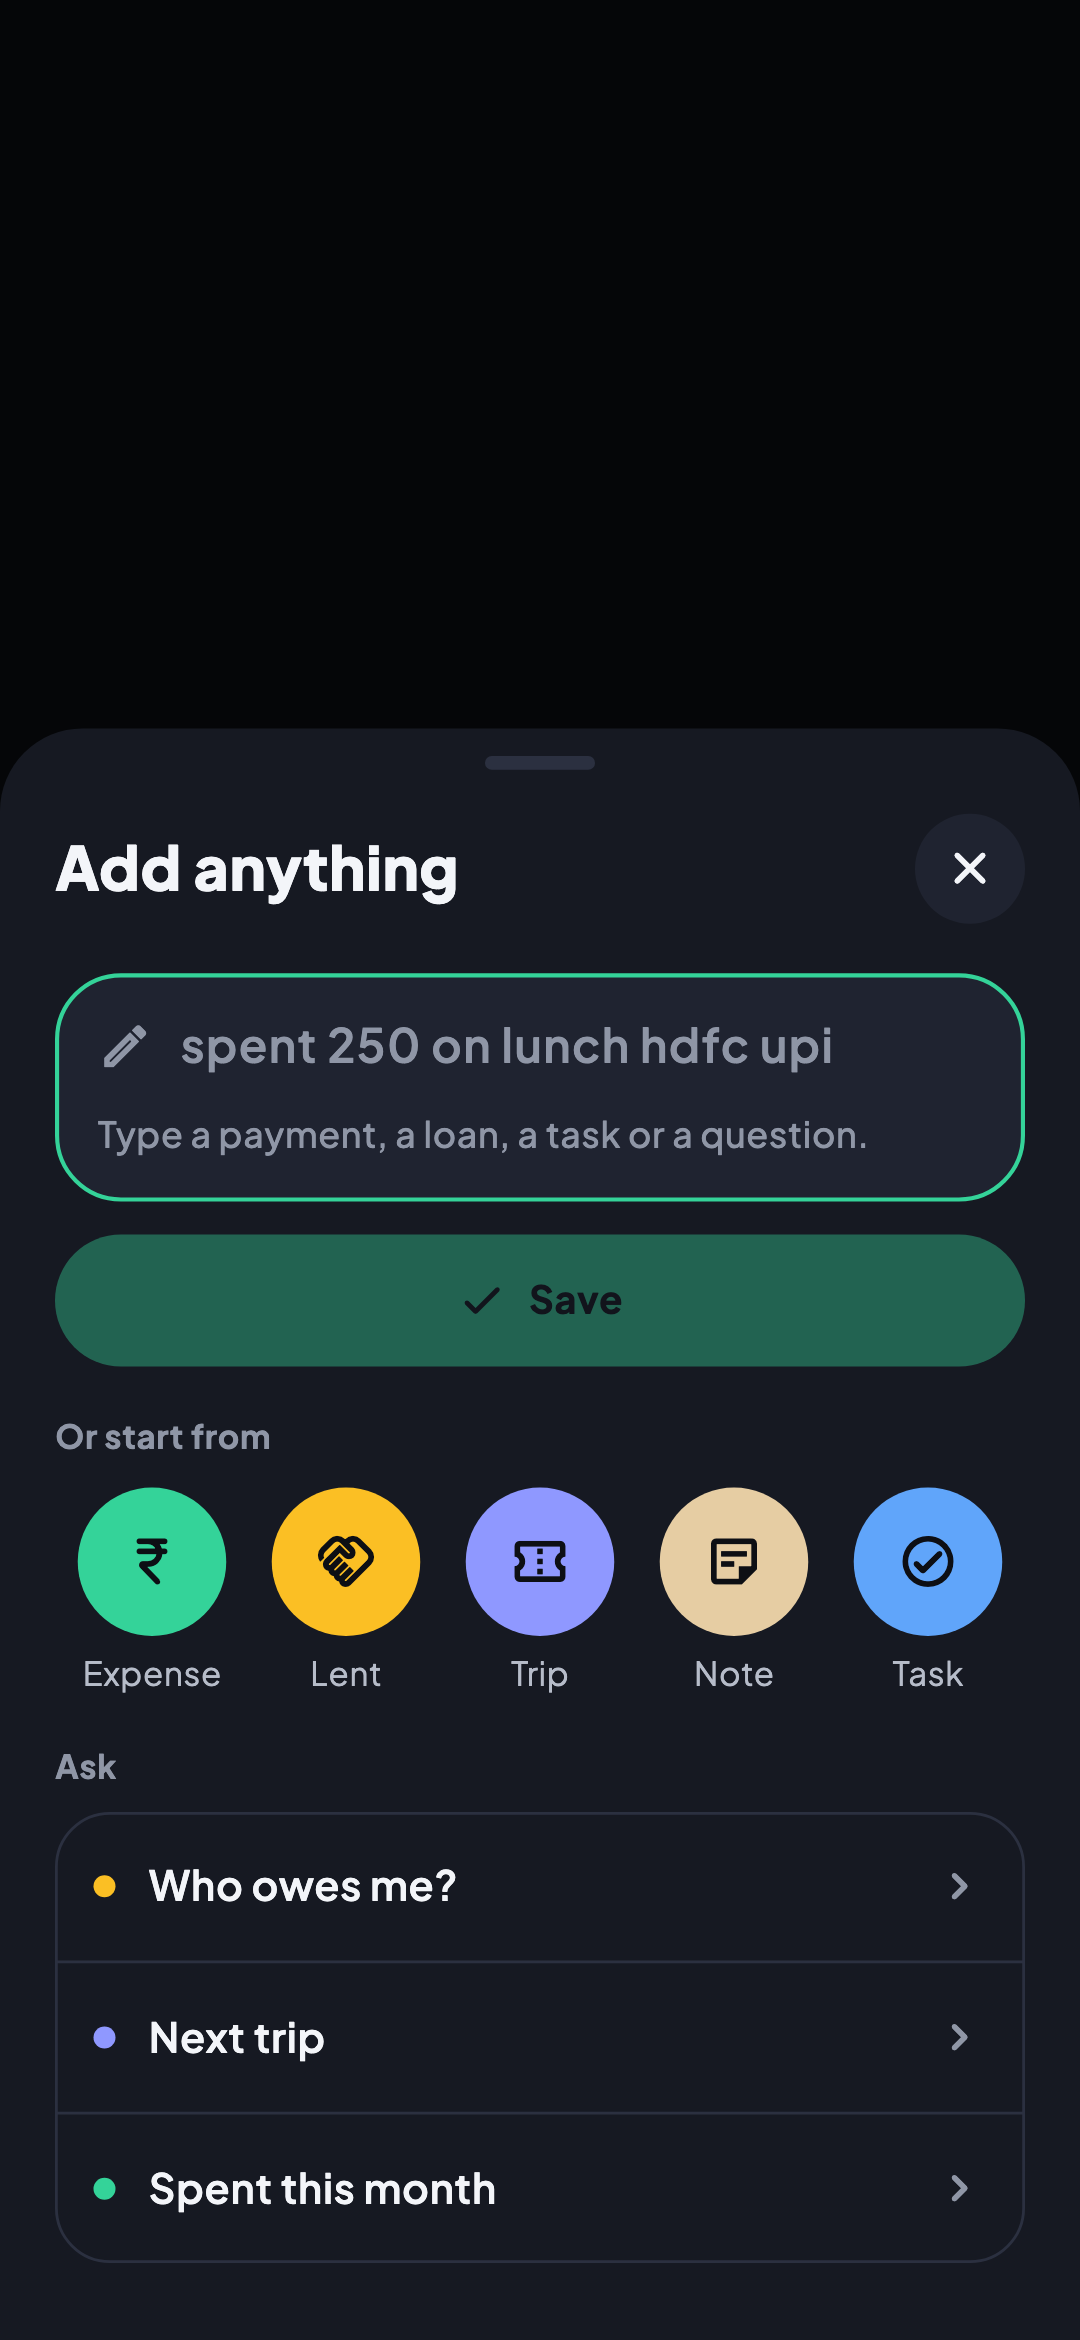 Add anything
spent 250 on lunch hdfc upi
Type a payment, a loan, a task or a question.
Save
Or start from
Expense Lent Trip Note Task
Ask
Who owes me?
Next trip
Spent this month